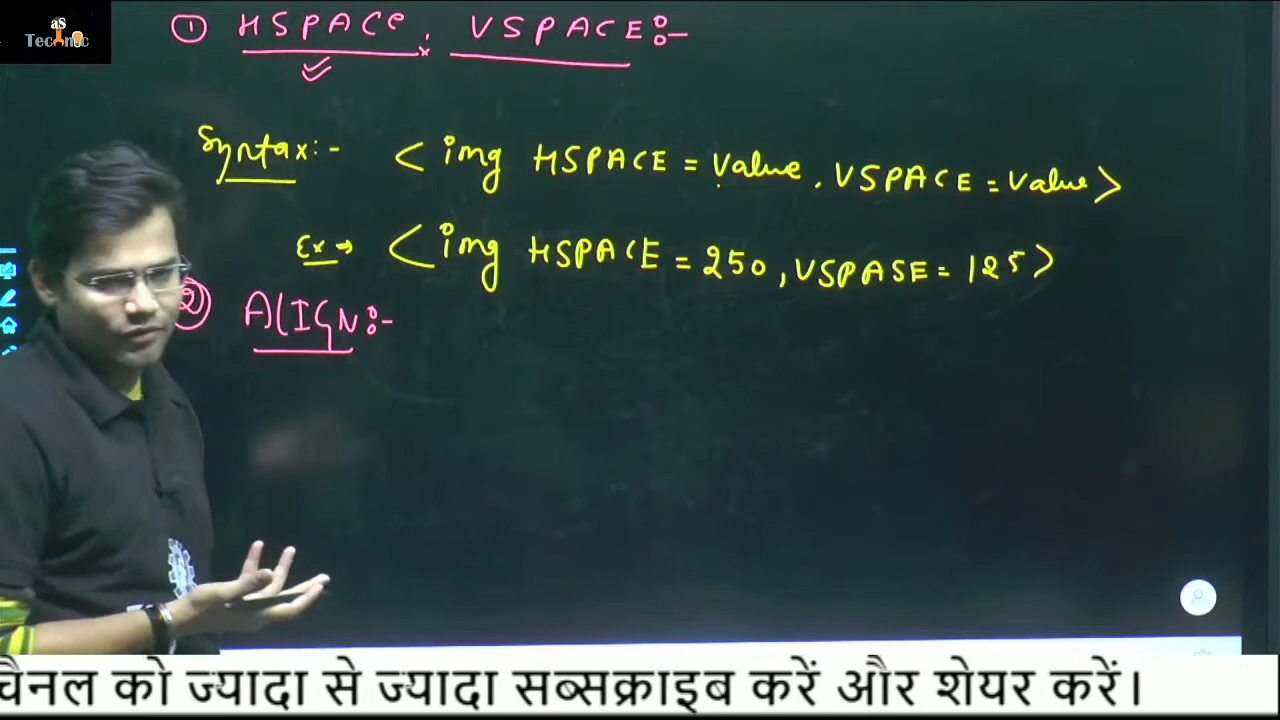 aS
Tecomic
① HSPACE, VSPACE:-
Syntax:- < img HSPACE = Value, VSPACE = Value>
Ex → < img HSPACE = 250, VSPASE = 125>
② ALIGN:-
चैनल को ज्यादा से ज्यादा सब्सक्राइब करें और शेयर करें।